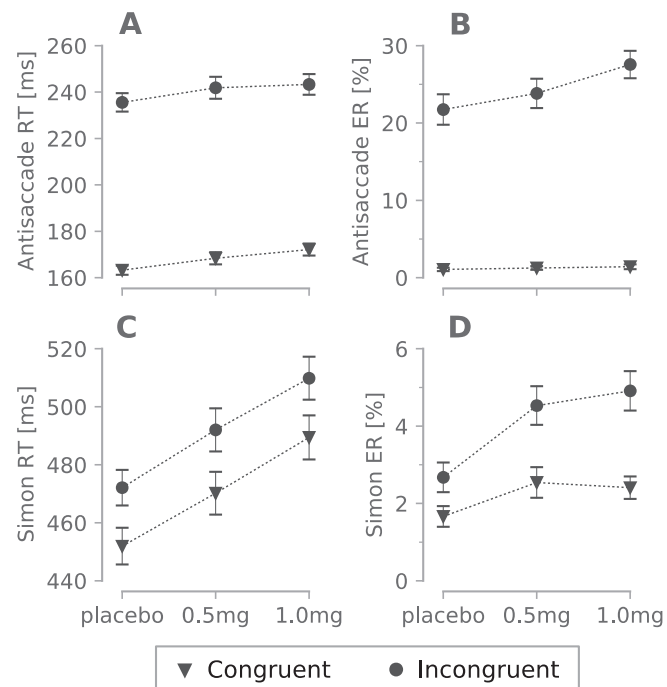 A
Antisaccade RT [ms]
260
240
220
200
180
160
B
Antisaccade ER [%]
30
20
10
0
C
Simon RT [ms]
520
500
480
460
440
placebo 0.5mg 1.0mg
D
Simon ER [%]
6
4
2
0
placebo 0.5mg 1.0mg
Congruent Incongruent